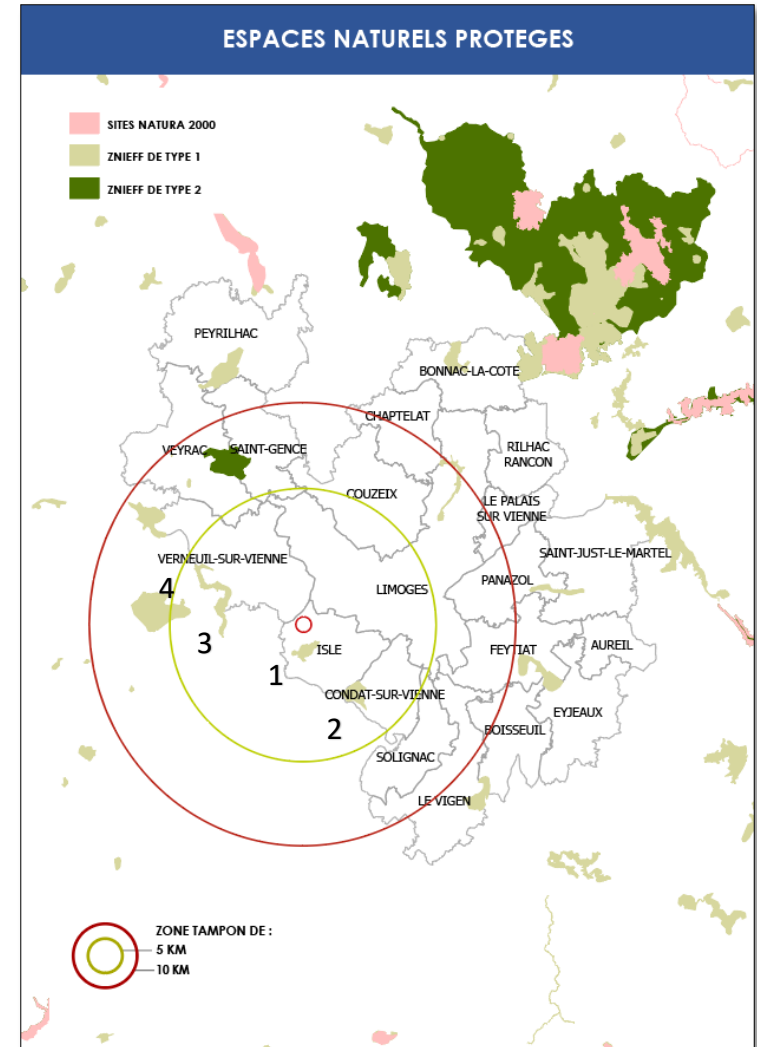 ESPACES NATURELS PROTEGES
SITES NATURA 2000
ZNIEFF DE TYPE 1
ZNIEFF DE TYPE 2
PEYRILHAC
BONNAC-LA-COTE
CHAPTELAT
VEYRAC
SAINT-GENCE
RILHAC
RANCON
COUZEIX
LE PALAIS
SUR VIENNE
SAINT-JUST-LE-MARTEL
VERNEUIL-SUR-VIENNE
PANAZOL
4
LIMOGES
3
ISLE
FEYTIAT
AUREIL
1
CONDAT-SUR-VIENNE
EYJEAUX
2
BOISSEUIL
SOLIGNAC
LE VIGEN
ZONE TAMPON DE :
5 KM
10 KM